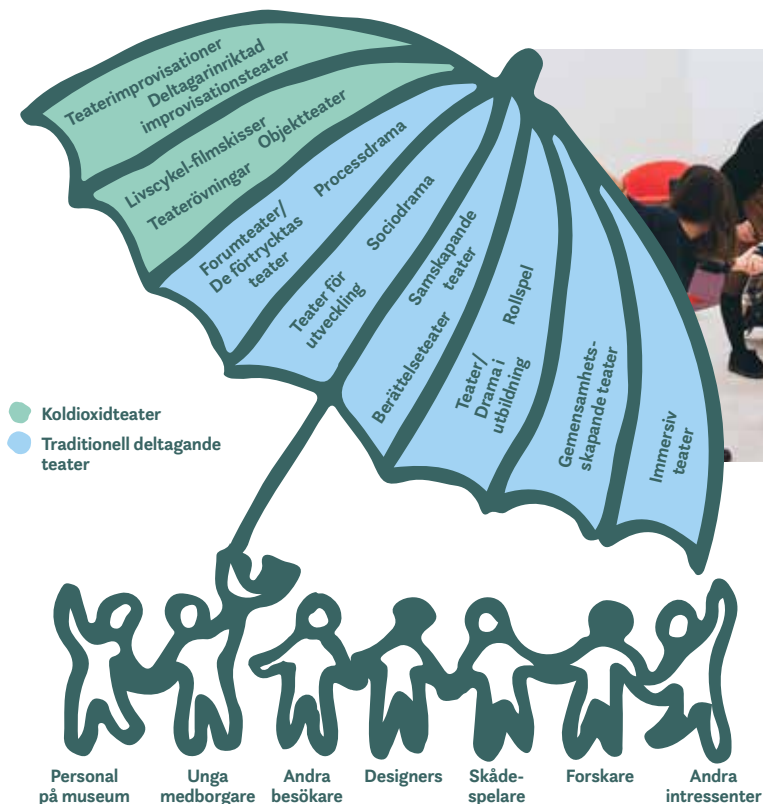 Teaterimprovisationer
Deltagarinriktad
improvisationsteater
Livscykel-filmskisser
Teaterövningar
Objektteater
Forumteater/
De förtrycktas
teater
Processdrama
Teater för
utveckling
Sociodrama
Berättelseteater
Samskapande
teater
Teater/
Drama i
utbildning
Rollspel
Gemensamhets-
skapande teater
Immersiv
teater
Koldioxidteater
Traditionell deltagande
teater
Personal
på museum
Unga
medborgare
Andra
besökare
Designers
Skåde-
spelare
Forskare
Andra
intressenter